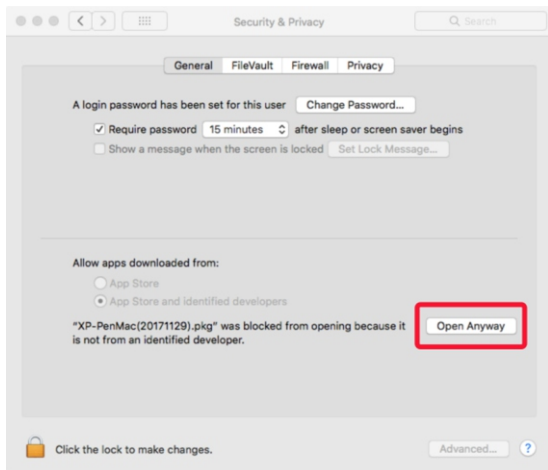 Security & Privacy
Search
General FileVault Firewall Privacy
A login password has been set for this user Change Password...
Require password 15 minutes after sleep or screen saver begins
Show a message when the screen is locked Set Lock Message...
Allow apps downloaded from:
App Store
App Store and identified developers
"XP-PenMac(20171129).pkg" was blocked from opening because it Open Anyway
is not from an identified developer.
Click the lock to make changes. Advanced... ?